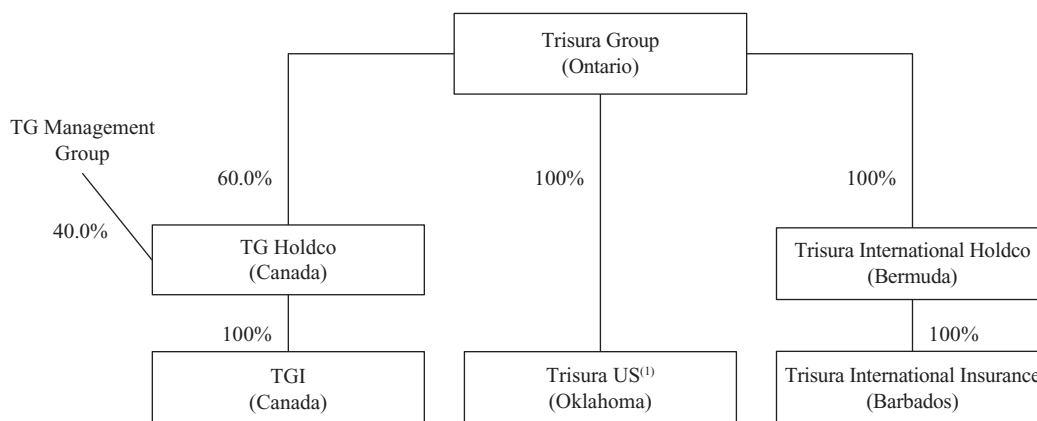 Trisura Group
(Ontario)
TG Management
Group
60.0%
100%
100%
40.0%
TG Holdco
(Canada)
Trisura International Holdco
(Bermuda)
100%
100%
TGI
(Canada)
Trisura US(1)
(Oklahoma)
Trisura International Insurance
(Barbados)